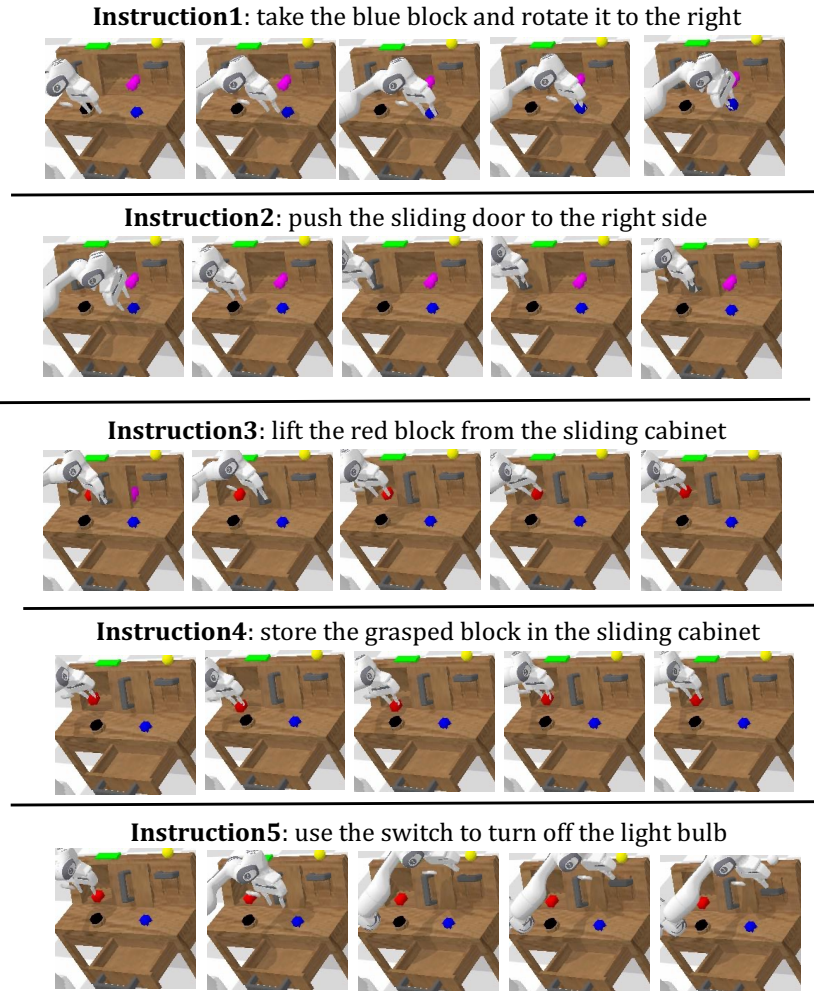 Instruction1: take the blue block and rotate it to the right
Instruction2: push the sliding door to the right side
Instruction3: lift the red block from the sliding cabinet
Instruction4: store the grasped block in the sliding cabinet
Instruction5: use the switch to turn off the light bulb